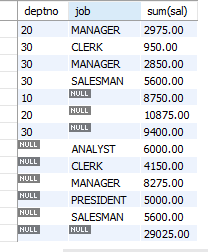 deptno job sum(sal)
20 MANAGER 2975.00
30 CLERK 950.00
30 MANAGER 2850.00
30 SALESMAN 5600.00
10 NULL 8750.00
20 NULL 10875.00
30 NULL 9400.00
NULL ANALYST 6000.00
NULL CLERK 4150.00
NULL MANAGER 8275.00
NULL PRESIDENT 5000.00
NULL SALESMAN 5600.00
NULL NULL 29025.00